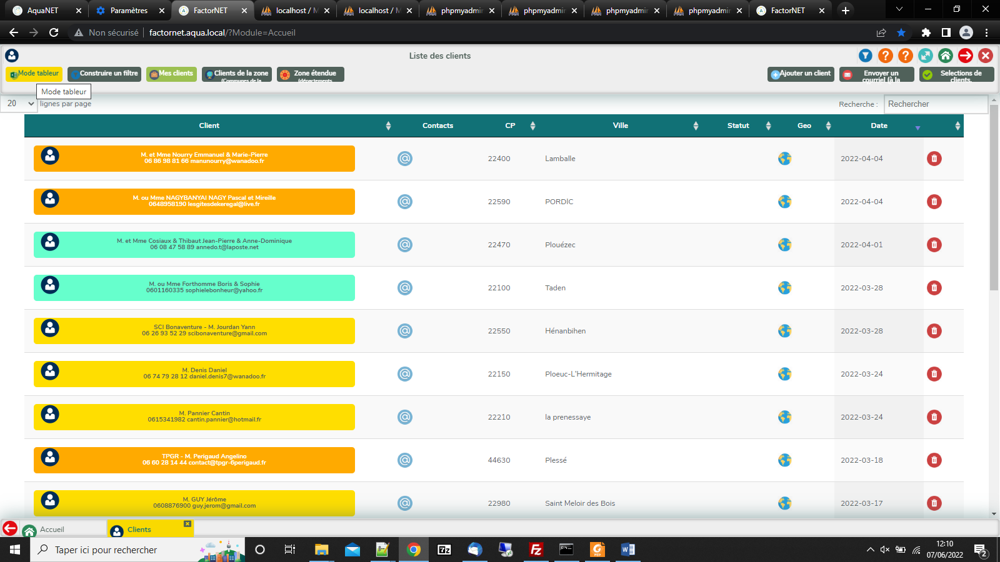 AquaNET
Paramètres
FactorNET
localhost / M
localhost / M
phpmyadmin
phpmyadmin
phpmyadmin
phpmyadmin
FactorNET
Non sécurisé
factornet.aqua.local/?Module=Accueil
Liste des clients
Mode tableur
Construire un filtre
Mes clients
Clients de la zone
(Communes de la
Zone étendue
(départements
Ajouter un client
Envoyer un
courriel (à la
Selections de
clients.
Mode tableur
20
lignes par page
Recherche :
Rechercher
Client
Contacts
CP
Ville
Statut
Geo
Date
M. et Mme Nourry Emmanuel & Marie-Pierre
06 86 98 81 66 manunourry@wanadoo.fr
22400
Lamballe
2022-04-04
M. ou Mme NAGYBANYAI NAGY Pascal et Mireille
0648958190 lesgitesdekeregal@live.fr
22590
PORDIC
2022-04-04
M. et Mme Cosiaux & Thibaut Jean-Pierre & Anne-Dominique
06 08 47 58 89 annedo.t@laposte.net
22470
Plouézec
2022-04-01
M. ou Mme Forthomme Boris & Sophie
0601160335 sophielebonheur@yahoo.fr
22100
Taden
2022-03-28
SCI Bonaventure - M. Jourdan Yann
06 26 93 52 29 scibonaventure@gmail.com
22550
Hénanbihen
2022-03-28
M. Denis Daniel
06 74 79 28 12 daniel.denis7@wanadoo.fr
22150
Ploeuc-L'Hermitage
2022-03-24
M. Pannier Cantin
0615341982 cantin.pannier@hotmail.fr
22210
la prenessaye
2022-03-24
TPGR - M. Perigaud Angelino
06 60 28 14 44 contact@tpgr-6perigaud.fr
44630
Plessé
2022-03-18
M. GUY Jérôme
0608876900 guy.jerom@gmail.com
22980
Saint Meloir des Bois
2022-03-17
Accueil
Clients
Taper ici pour rechercher
12:10
07/06/2022
2